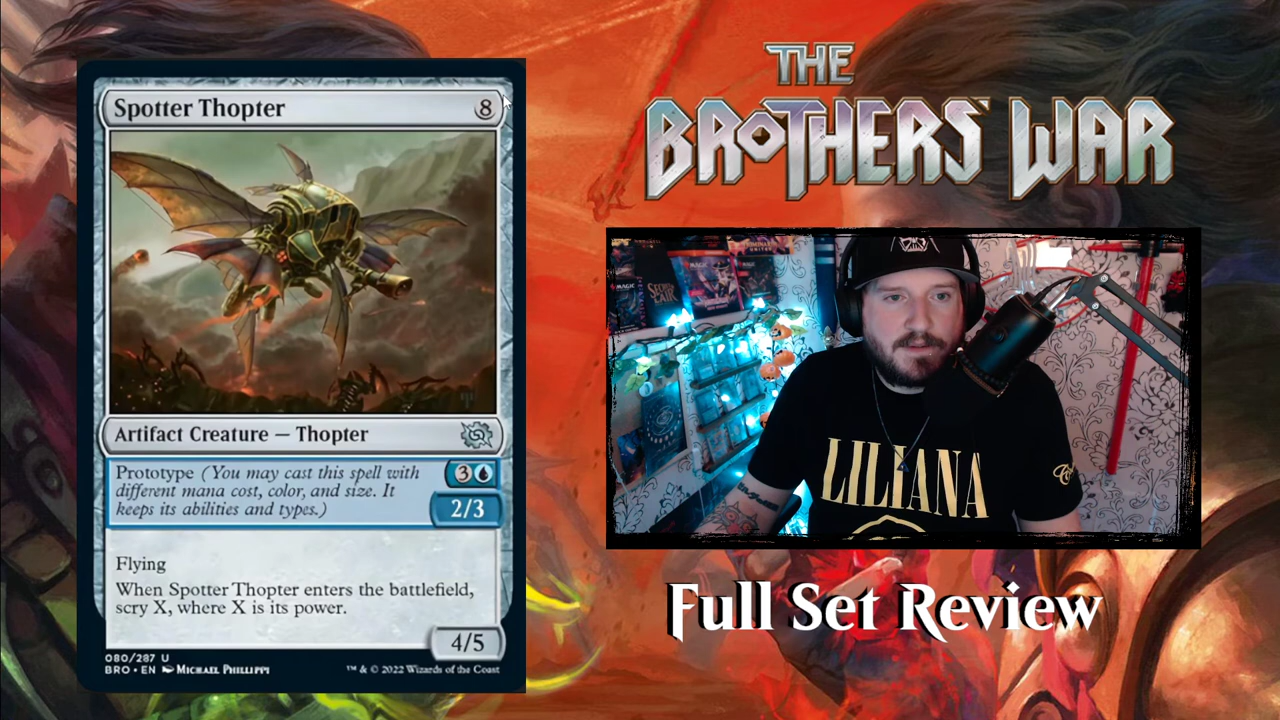 Spotter Thopter 8
Artifact Creature — Thopter
Prototype (You may cast this spell with
different mana cost, color, and size. It
keeps its abilities and types.)
3
2/3
Flying
When Spotter Thopter enters the battlefield,
scry X, where X is its power.
4/5
080/287 U
BRO • EN Michael Phillippi
™ & © 2022 Wizards of the Coast
THE
BROTHERS' WAR
MAGIC
SECRET
LAIR
LILIANA
Full Set Review